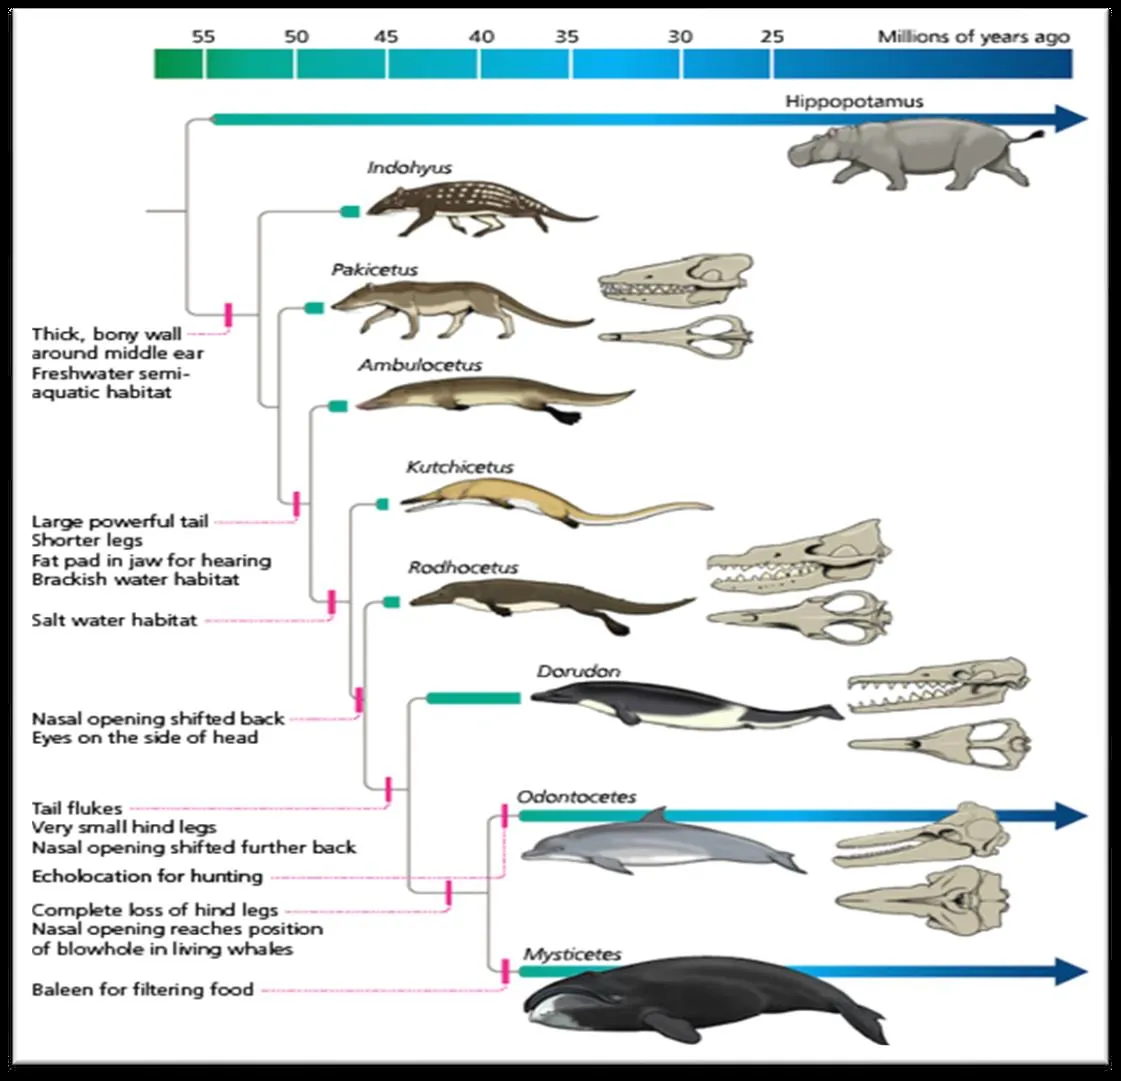 55 50 45 40 35 30 25 Millions of years ago
Hippopotamus
Indohyus
Pakicetus
Thick, bony wall
around middle ear
Freshwater semi-
aquatic habitat
Ambulocetus
Kutchicetus
Large powerful tail
Shorter legs
Fat pad in jaw for hearing
Brackish water habitat
Rodhocetus
Salt water habitat
Dorudon
Nasal opening shifted back
Eyes on the side of head
Odontocetes
Tail flukes
Very small hind legs
Nasal opening shifted further back
Echolocation for hunting
Complete loss of hind legs
Nasal opening reaches position
of blowhole in living whales
Mysticetes
Baleen for filtering food